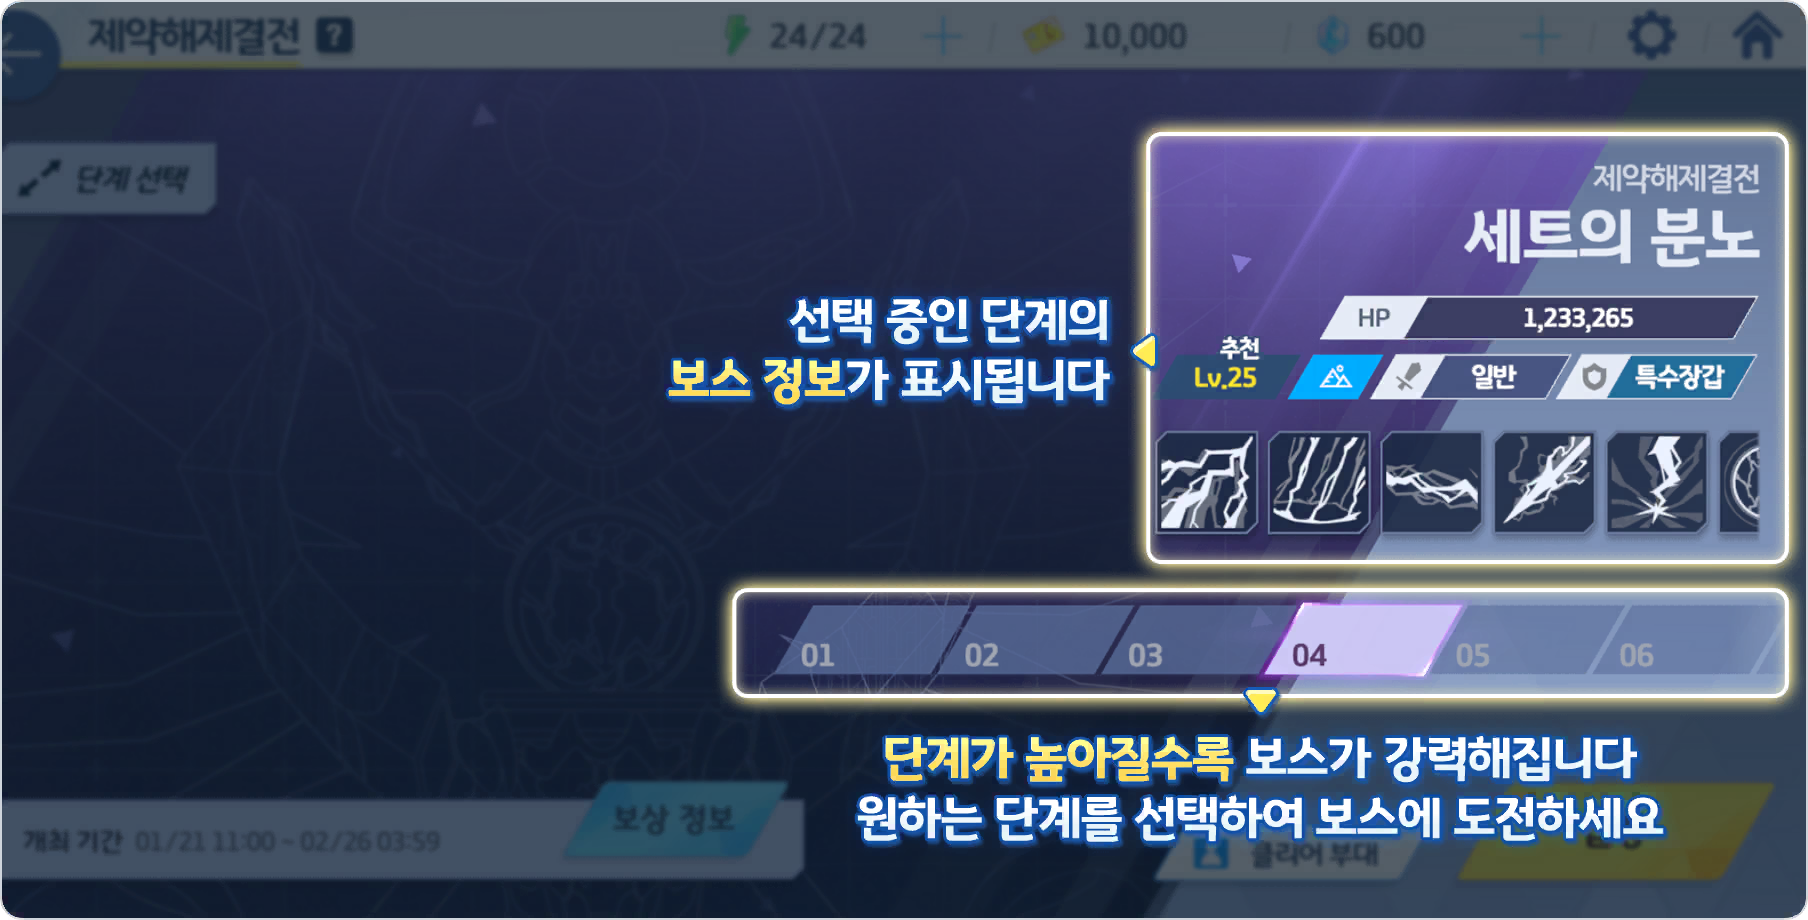 제약해제결전 ?
24/24
10,000
600
단계 선택
제약해제결전
세트의 분노
HP 1,233,265
추천
Lv.25
일반
특수장갑
선택 중인 단계의
보스 정보가 표시됩니다
01 02 03 04 05 06
단계가 높아질수록 보스가 강력해집니다
원하는 단계를 선택하여 보스에 도전하세요
보상 정보
개최 기간 01/21 11:00 ~ 02/26 03:59
클리어 부대